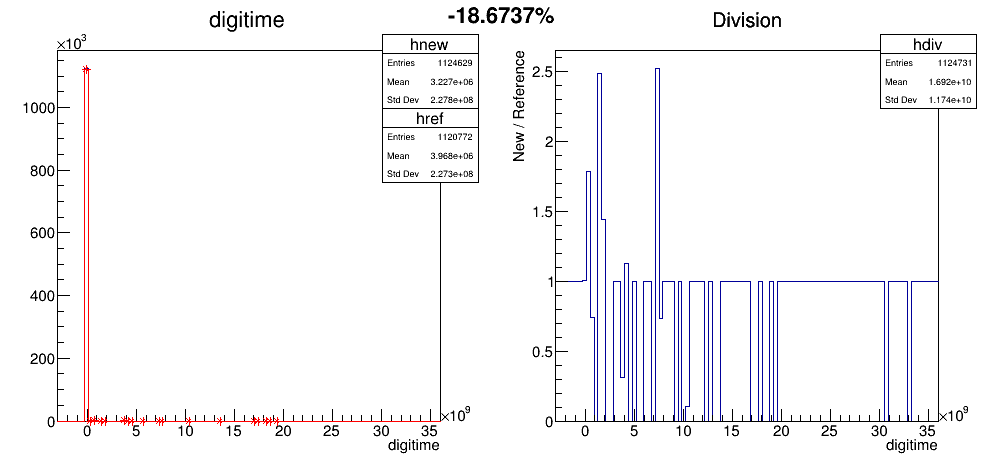 -18.6737%
digitime
×10³
hnew
Entries 1124629
Mean 3.227e+06
Std Dev 2.278e+08
href
Entries 1120772
Mean 3.968e+06
Std Dev 2.273e+08
1000
800
600
400
200
0
0 5 10 15 20 25 30 35
×10⁹
digitime
Division
hdiv
Entries 1124731
Mean 1.692e+10
Std Dev 1.174e+10
New / Reference
2.5
2
1.5
1
0.5
0
0 5 10 15 20 25 30 35
×10⁹
digitime